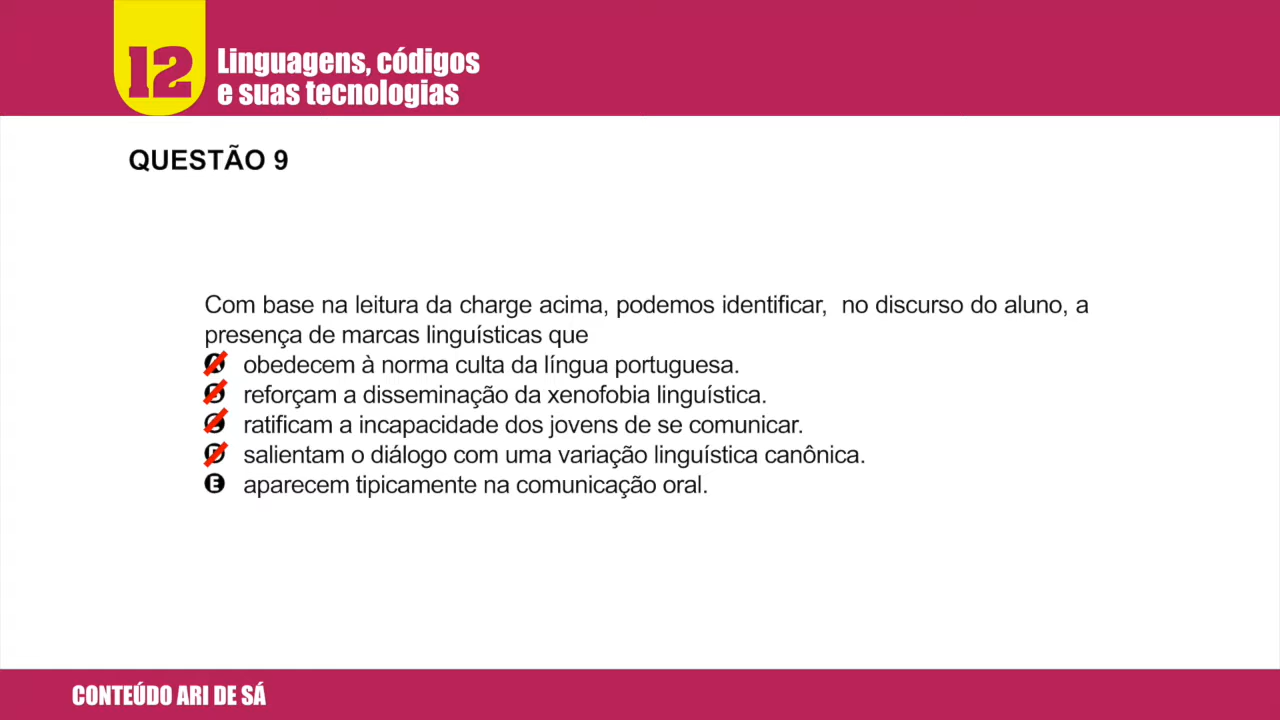 12
Linguagens, códigos
e suas tecnologias
QUESTÃO 9
Com base na leitura da charge acima, podemos identificar, no discurso do aluno, a
presença de marcas linguísticas que
A obedecem à norma culta da língua portuguesa.
B reforçam a disseminação da xenofobia linguística.
C ratificam a incapacidade dos jovens de se comunicar.
D salientam o diálogo com uma variação linguística canônica.
E aparecem tipicamente na comunicação oral.
CONTEÚDO ARI DE SÁ